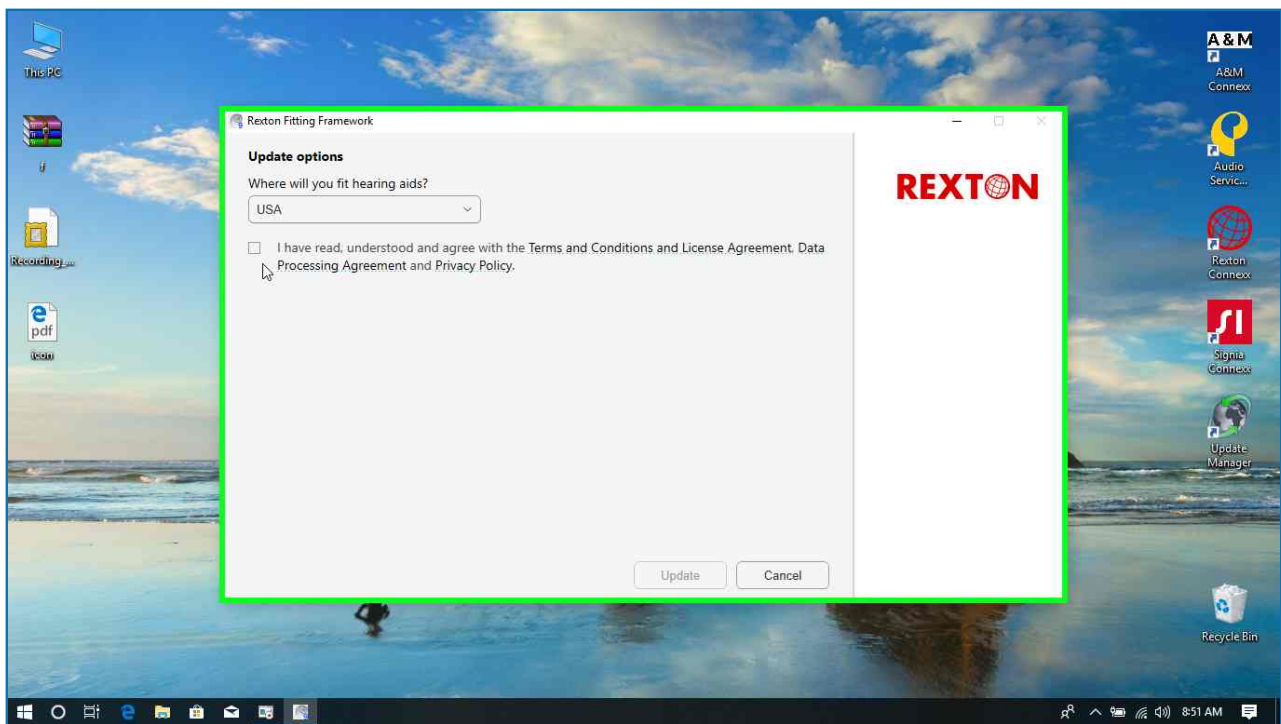 This PC
Recording_...
pdf
icon
Rexton Fitting Framework
Update options
Where will you fit hearing aids?
USA
I have read, understood and agree with the Terms and Conditions and License Agreement, Data
Processing Agreement and Privacy Policy.
Update
Cancel
REXTON
A&M
A&M
Connexx
Audio
Servic...
Rexton
Connexx
SI
Signia
Connexx
Update
Manager
Recycle Bin
8:51 AM